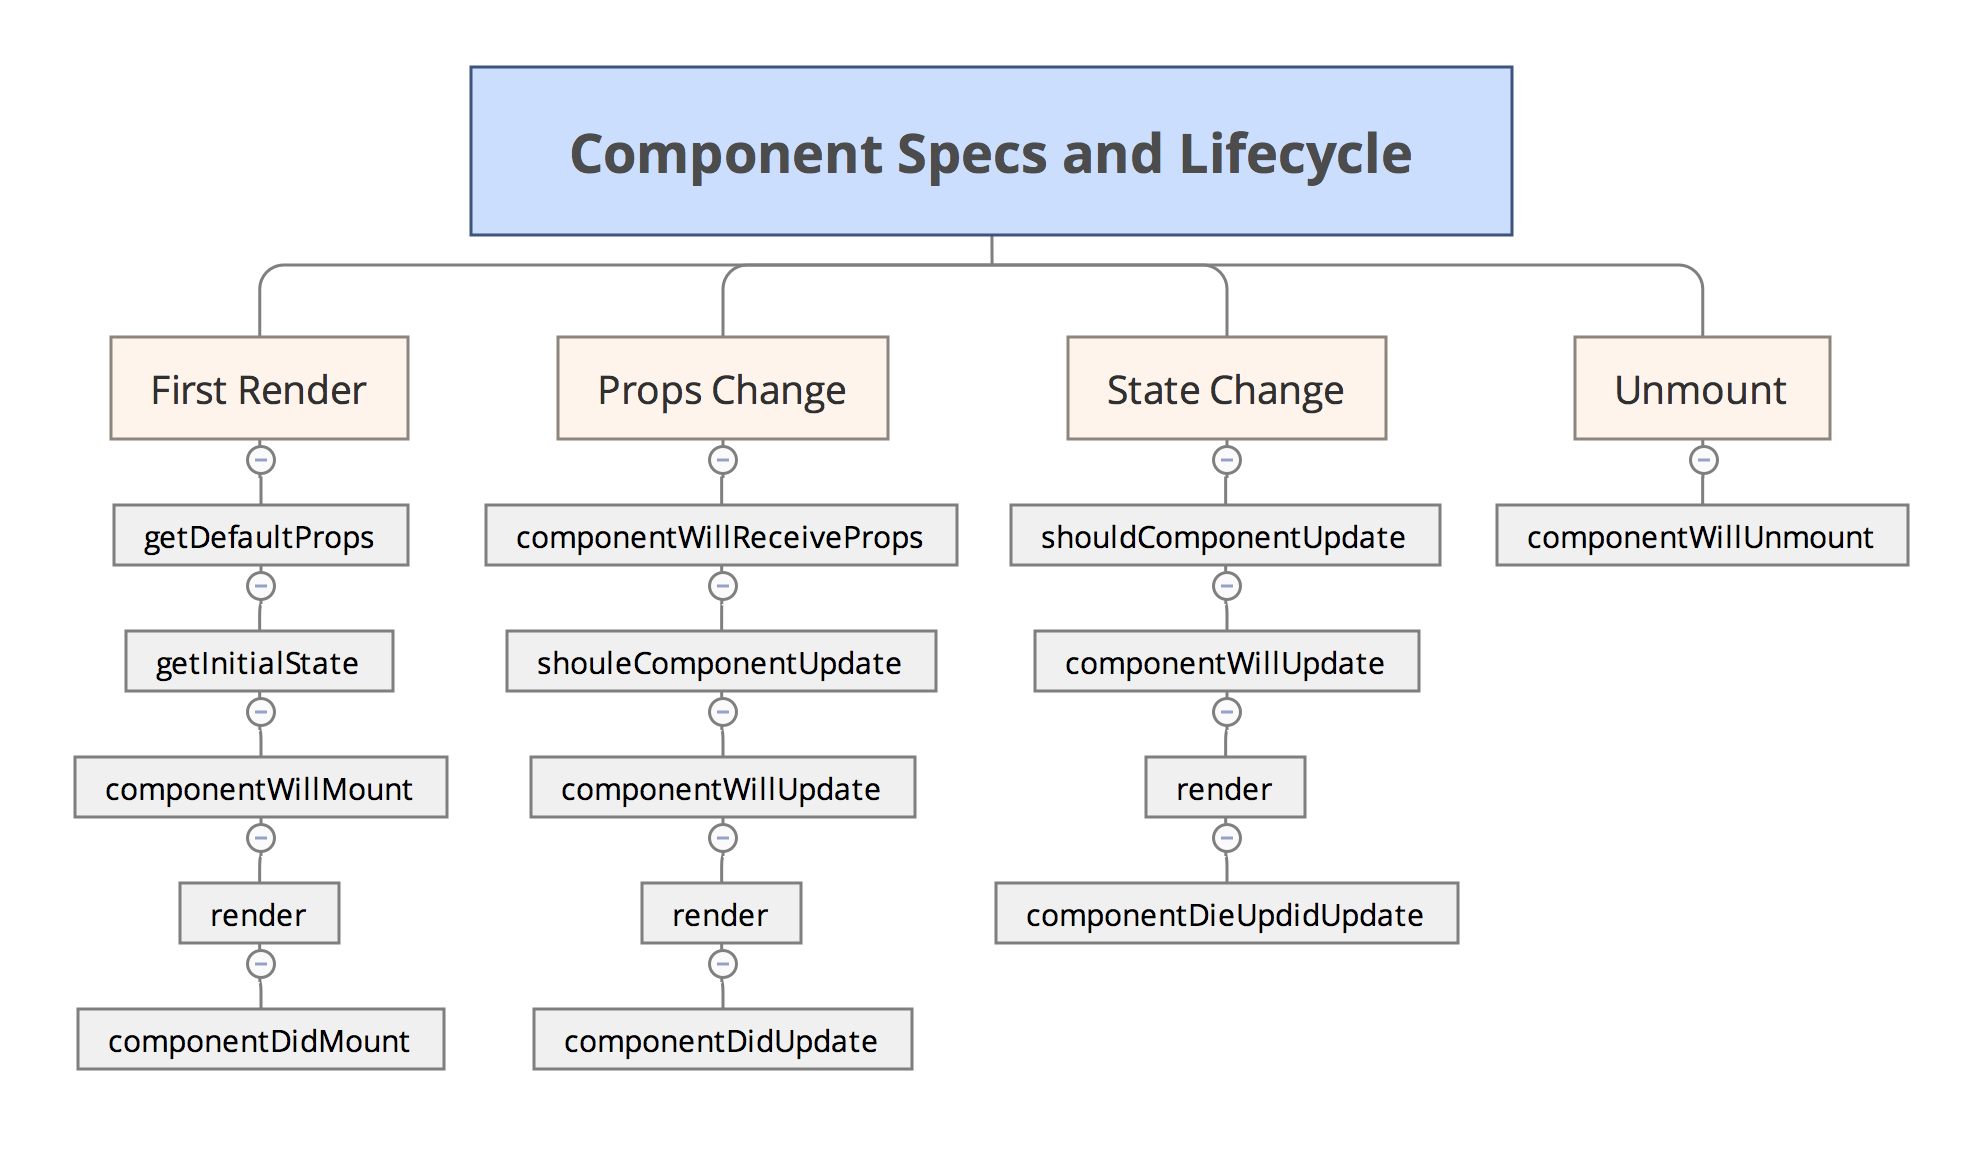 Component Specs and Lifecycle
First Render
Props Change
State Change
Unmount
getDefaultProps
componentWillReceiveProps
shouldComponentUpdate
componentWillUnmount
getInitialState
shouleComponentUpdate
componentWillUpdate
componentWillMount
componentWillUpdate
render
render
render
componentDieUpdidUpdate
componentDidMount
componentDidUpdate